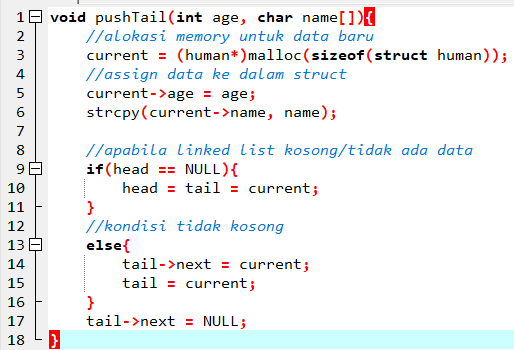 1 void pushTail(int age, char name[]){
2 //alokasi memory untuk data baru
3 current = (human*)malloc(sizeof(struct human));
4 //assign data ke dalam struct
5 current->age = age;
6 strcpy(current->name, name);
7
8 //apabila linked list kosong/tidak ada data
9 if(head == NULL){
10 head = tail = current;
11 }
12 //kondisi tidak kosong
13 else{
14 tail->next = current;
15 tail = current;
16 }
17 tail->next = NULL;
18 }